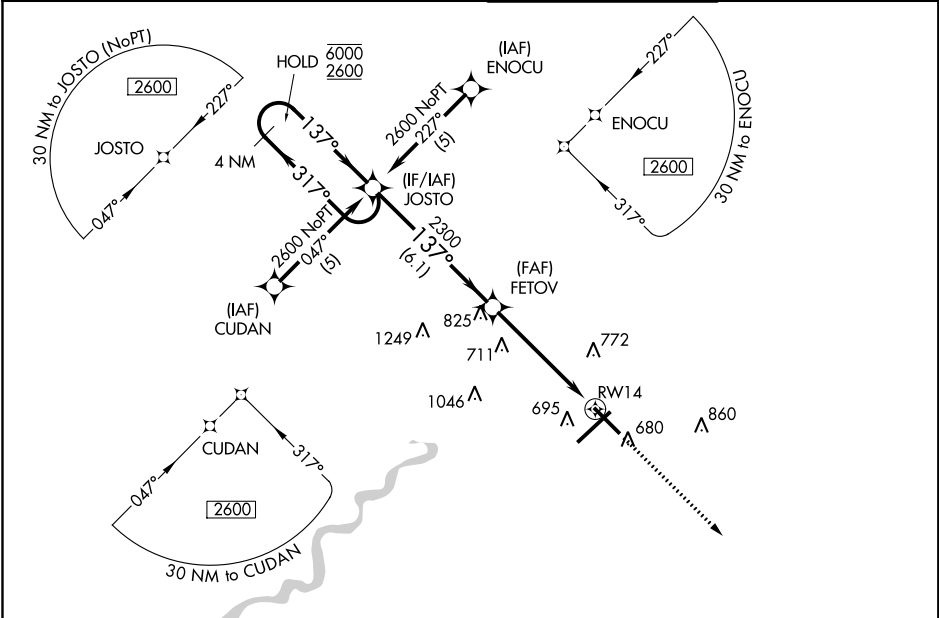 30 NM to JOSTO (NoPT)
2600
227°
JOSTO
047°
HOLD
6000
2600
4 NM
137°
317°
(IAF)
ENOCU
2600 NoPT
227°
(5)
(IF/IAF)
JOSTO
2600 NoPT
047°
(5)
(IAF)
CUDAN
2300
137°
(6.1)
(FAF)
FETOV
227°
ENOCU
2600
317°
30 NM to ENOCU
825
1249
711
772
1046
695
RW14
680
860
CUDAN
047°
317°
2600
30 NM to CUDAN